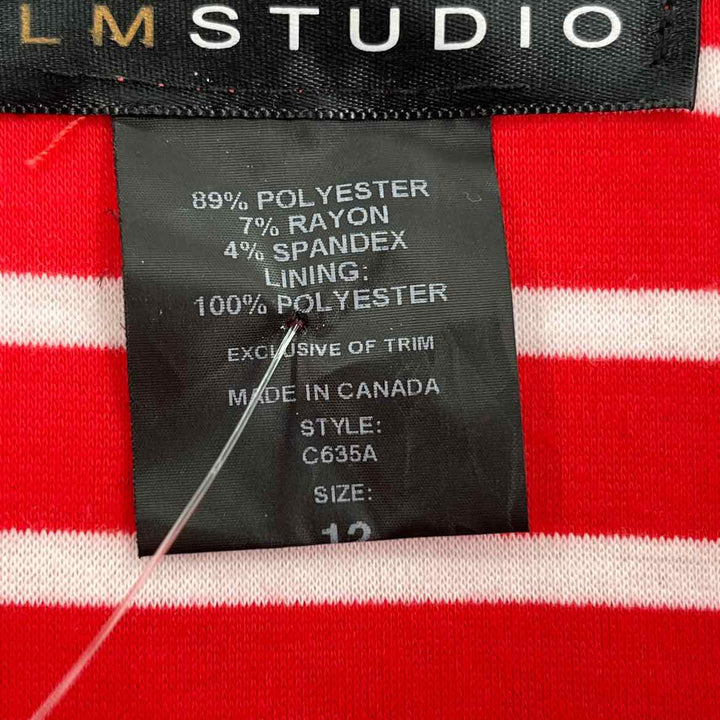 LM STUDIO
89% POLYESTER
7% RAYON
4% SPANDEX
LINING:
100% POLYESTER
EXCLUSIVE OF TRIM
MADE IN CANADA
STYLE:
C635A
SIZE:
12